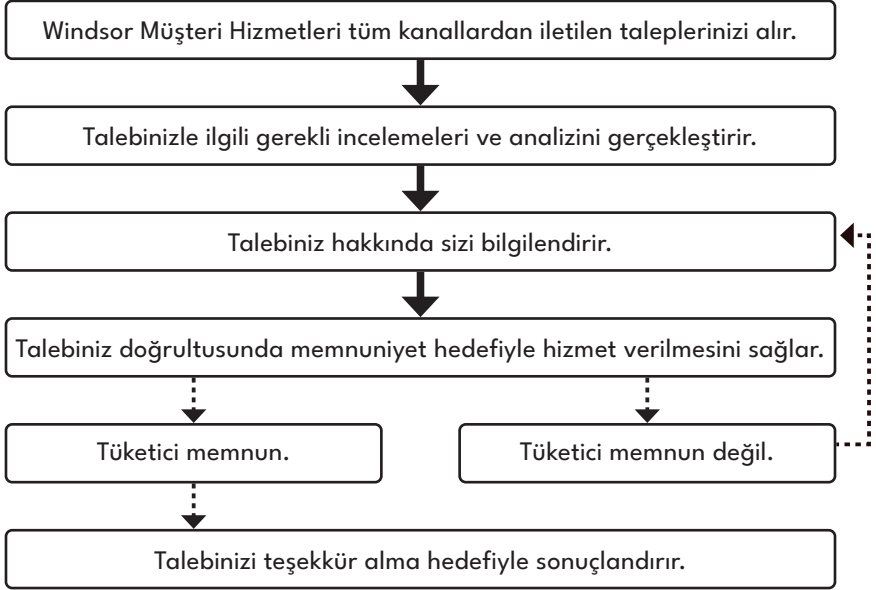 Windsor Müşteri Hizmetleri tüm kanallardan iletilen taleplerinizi alır.
Talebinizle ilgili gerekli incelemeleri ve analizini gerçekleştirir.
Talebiniz hakkında sizi bilgilendirir.
Talebiniz doğrultusunda memnuniyet hedefiyle hizmet verilmesini sağlar.
Tüketici memnun.
Tüketici memnun değil.
Talebinizi teşekkür alma hedefiyle sonuçlandırır.